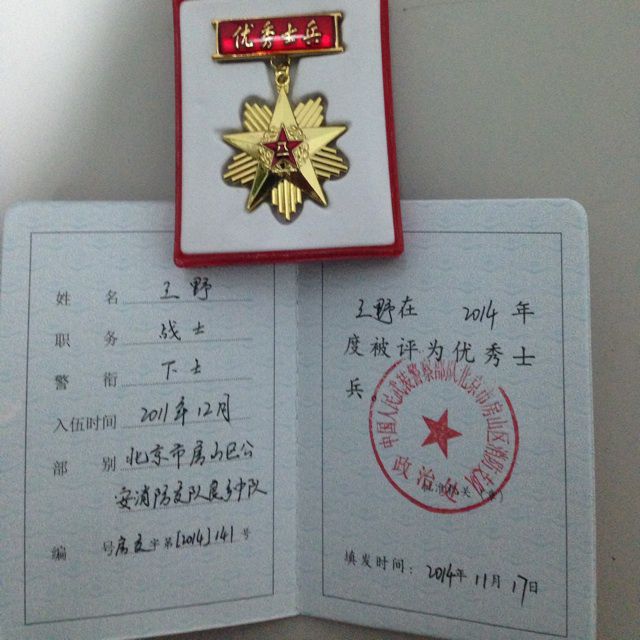 优秀士兵
八一
姓 名 王野
职 务 战士
警 衔 下士
入伍时间 2011年12月
部 别 北京市房山区公
安消防支队良乡中队
编 号 房支字第[2014]141号
王野在 2014 年
度被评为优秀士
兵。
中国人民武装警察部队北京市房山区消防支队
政治处
填发时间: 2014年11月17日